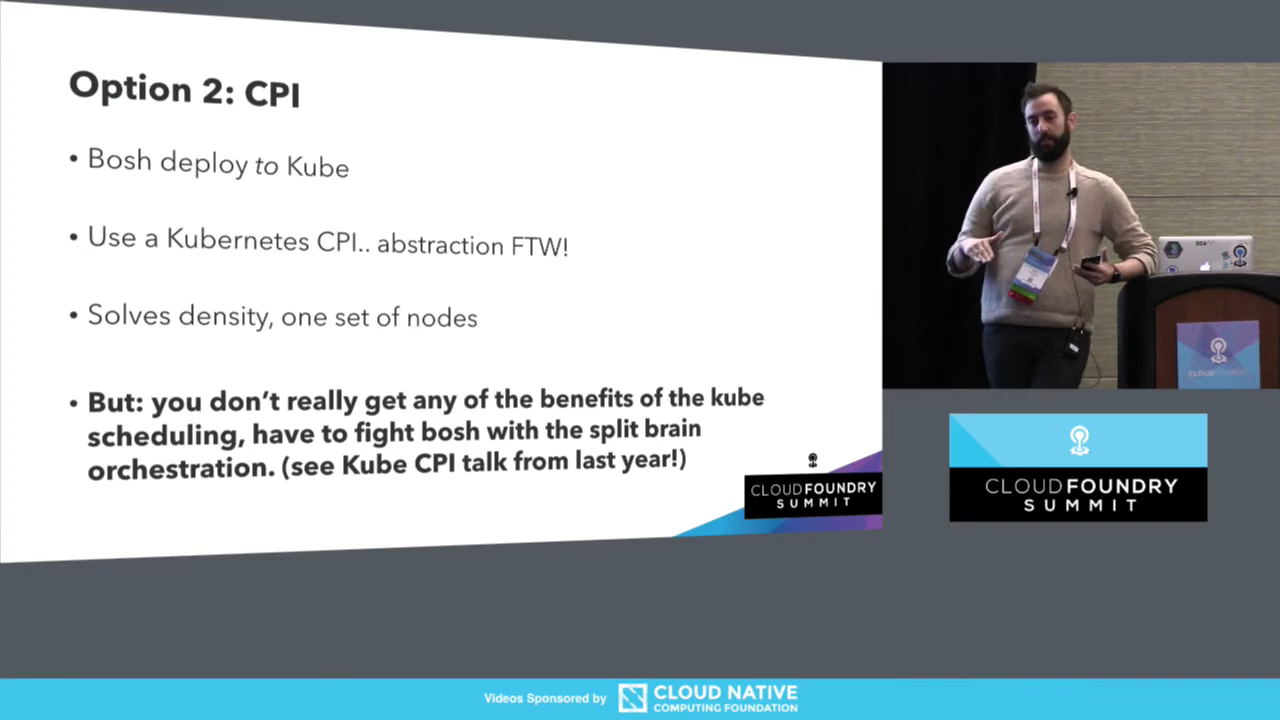 Option 2: CPI
• Bosh deploy to Kube
• Use a Kubernetes CPI.. abstraction FTW!
• Solves density, one set of nodes
• But: you don't really get any of the benefits of the kube
scheduling, have to fight bosh with the split brain
orchestration. (see Kube CPI talk from last year!)
CLOUDFOUNDRY
SUMMIT
CLOUDFOUNDRY
CLOUDFOUNDRY
SUMMIT
Videos Sponsored by
CLOUD NATIVE
COMPUTING FOUNDATION